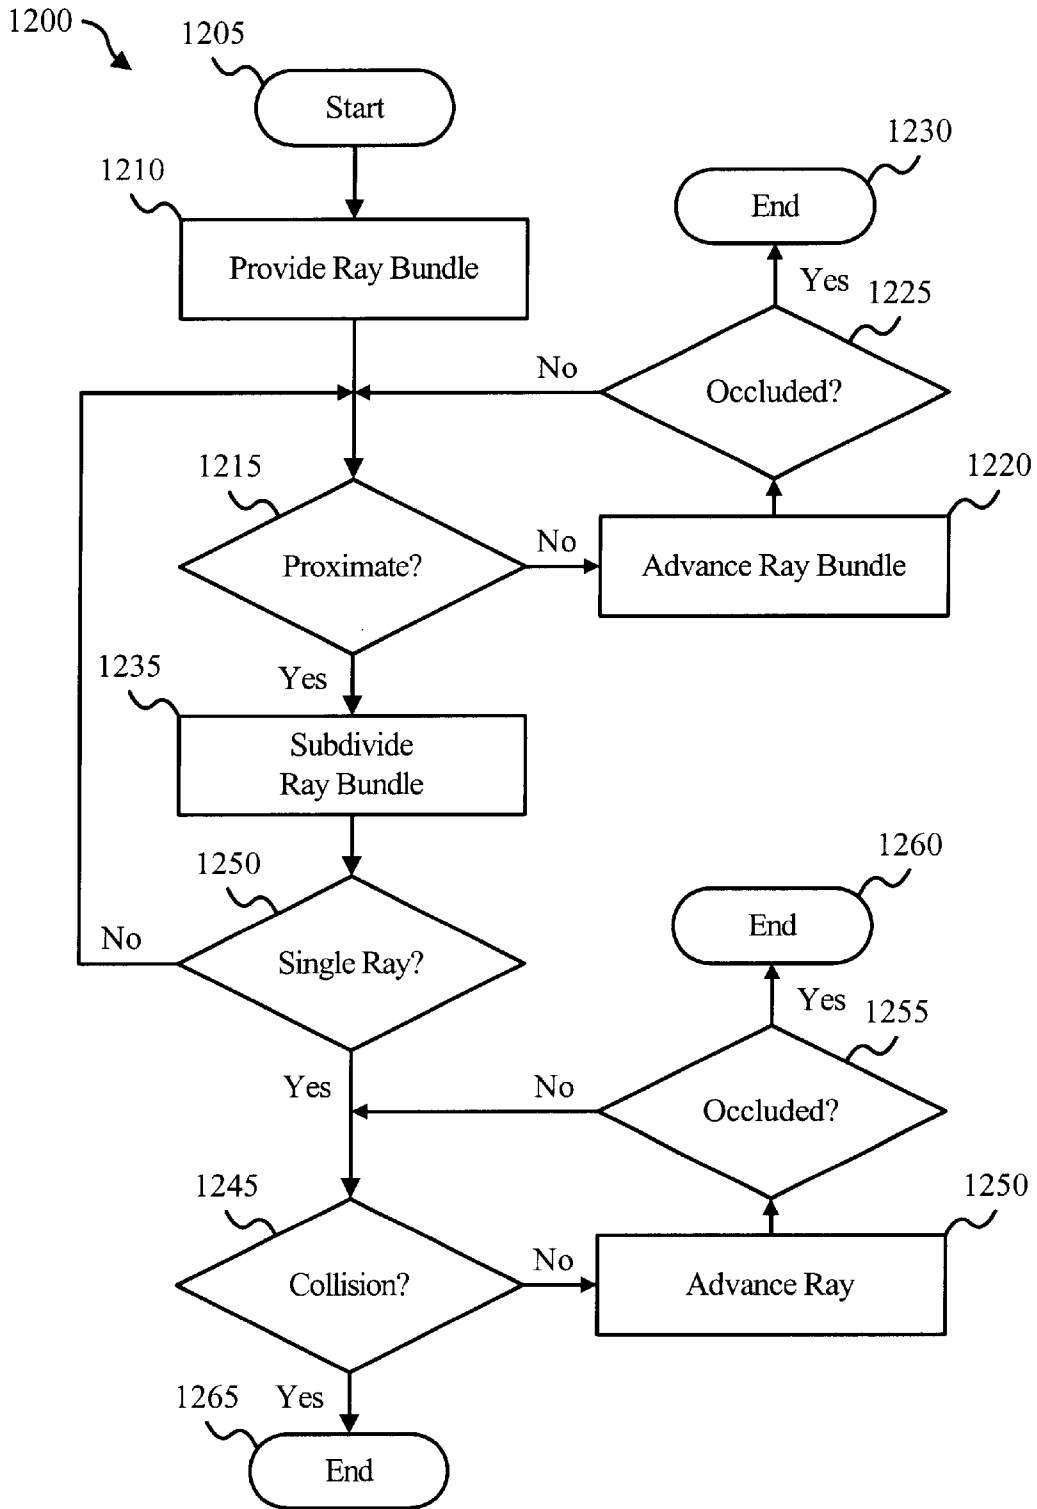 1200
1205
Start
1210
Provide Ray Bundle
1230
End
Yes
1225
Occluded?
No
1215
Proximate?
No
1220
Advance Ray Bundle
Yes
1235
Subdivide
Ray Bundle
1250
Single Ray?
No
Yes
1260
End
Yes
1255
Occluded?
No
1245
Collision?
No
1250
Advance Ray
Yes
1265
End